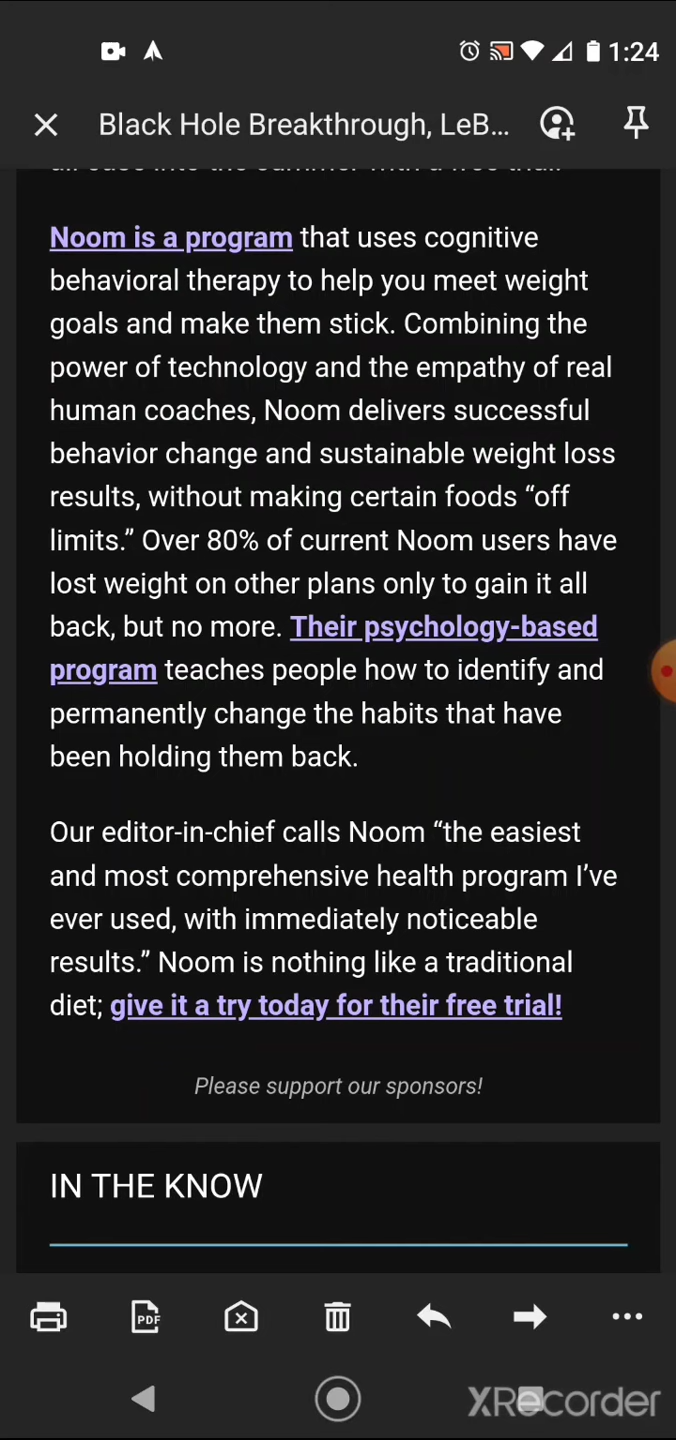 1:24
Black Hole Breakthrough, LeB...
Noom is a program that uses cognitive
behavioral therapy to help you meet weight
goals and make them stick. Combining the
power of technology and the empathy of real
human coaches, Noom delivers successful
behavior change and sustainable weight loss
results, without making certain foods “off
limits.” Over 80% of current Noom users have
lost weight on other plans only to gain it all
back, but no more. Their psychology-based
program teaches people how to identify and
permanently change the habits that have
been holding them back.
Our editor-in-chief calls Noom “the easiest
and most comprehensive health program I’ve
ever used, with immediately noticeable
results.” Noom is nothing like a traditional
diet; give it a try today for their free trial!
Please support our sponsors!
IN THE KNOW
PDF
XRecorder